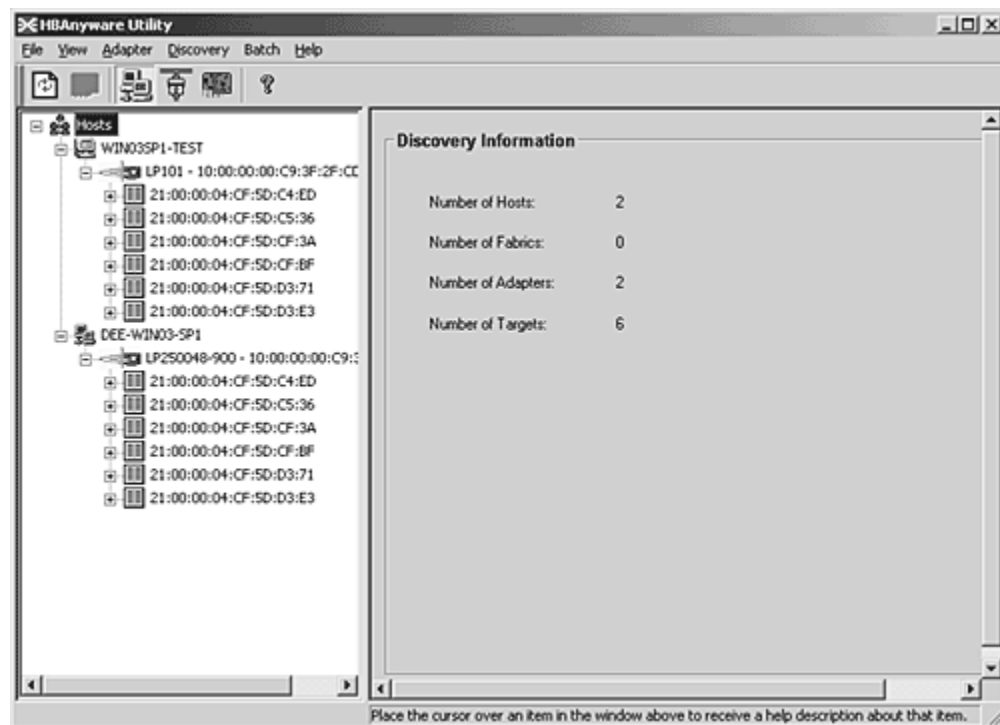 HBAnyware Utility
File View Adapter Discovery Batch Help
Hosts
WIN03SP1-TEST
LP101 - 10:00:00:00:C9:3F:2F:CD
21:00:00:04:CF:5D:C4:ED
21:00:00:04:CF:5D:C5:36
21:00:00:04:CF:5D:CF:3A
21:00:00:04:CF:5D:CF:BF
21:00:00:04:CF:5D:D3:71
21:00:00:04:CF:5D:D3:E3
DEE-WIN03-SP1
LP250048-900 - 10:00:00:00:C9:3
21:00:00:04:CF:5D:C4:ED
21:00:00:04:CF:5D:C5:36
21:00:00:04:CF:5D:CF:3A
21:00:00:04:CF:5D:CF:BF
21:00:00:04:CF:5D:D3:71
21:00:00:04:CF:5D:D3:E3
Discovery Information
Number of Hosts: 2
Number of Fabrics: 0
Number of Adapters: 2
Number of Targets: 6
Place the cursor over an item in the window above to receive a help description about that item.